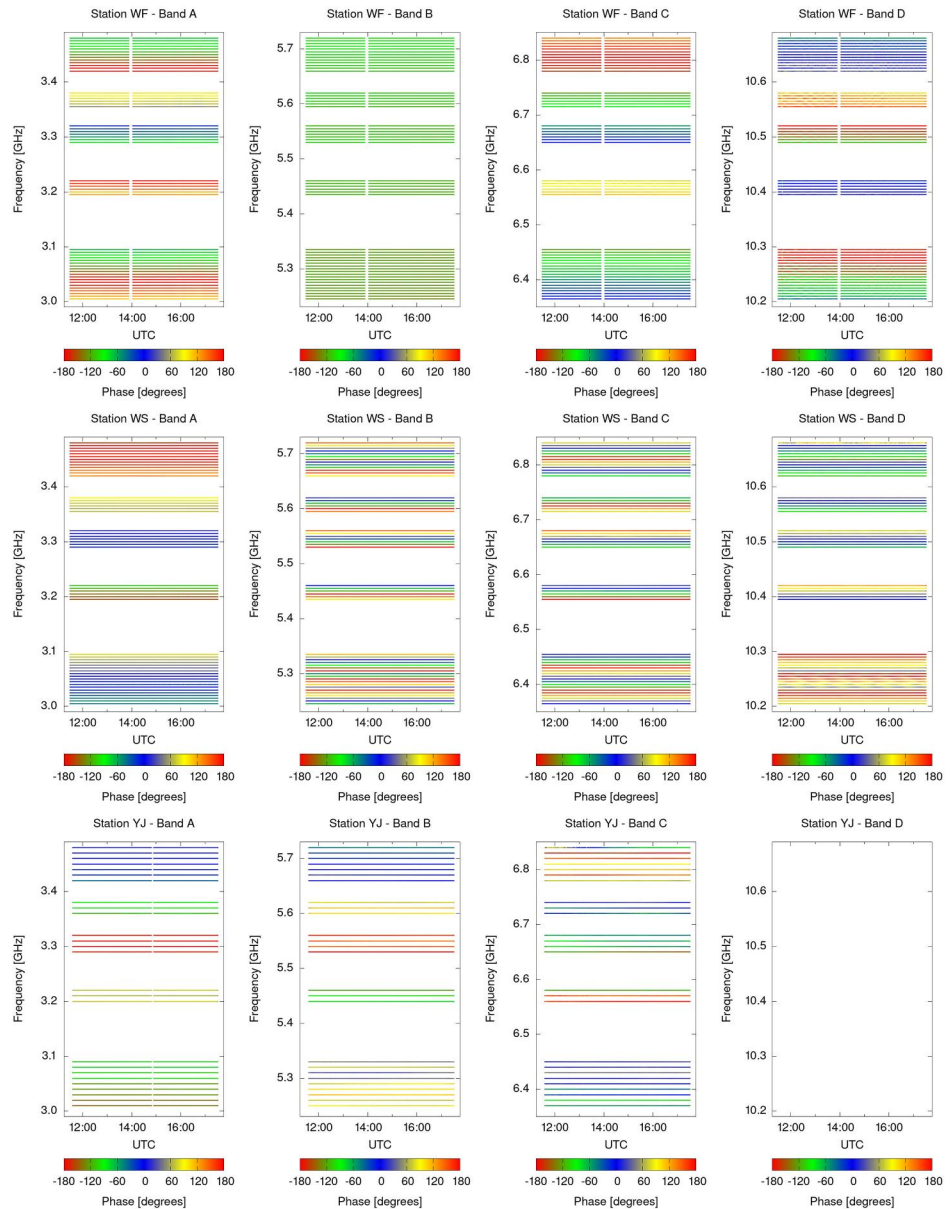 Station WF - Band A
Station WF - Band B
Station WF - Band C
Station WF - Band D
Frequency [GHz]
3.4
3.3
3.2
3.1
3.0
Frequency [GHz]
5.7
5.6
5.5
5.4
5.3
Frequency [GHz]
6.8
6.7
6.6
6.5
6.4
Frequency [GHz]
10.6
10.5
10.4
10.3
10.2
12:00 14:00 16:00
12:00 14:00 16:00
12:00 14:00 16:00
12:00 14:00 16:00
UTC
UTC
UTC
UTC
-180 -120 -60 0 60 120 180
-180 -120 -60 0 60 120 180
-180 -120 -60 0 60 120 180
-180 -120 -60 0 60 120 180
Phase [degrees]
Phase [degrees]
Phase [degrees]
Phase [degrees]
Station WS - Band A
Station WS - Band B
Station WS - Band C
Station WS - Band D
Frequency [GHz]
3.4
3.3
3.2
3.1
3.0
Frequency [GHz]
5.7
5.6
5.5
5.4
5.3
Frequency [GHz]
6.8
6.7
6.6
6.5
6.4
Frequency [GHz]
10.6
10.5
10.4
10.3
10.2
12:00 14:00 16:00
12:00 14:00 16:00
12:00 14:00 16:00
12:00 14:00 16:00
UTC
UTC
UTC
UTC
-180 -120 -60 0 60 120 180
-180 -120 -60 0 60 120 180
-180 -120 -60 0 60 120 180
-180 -120 -60 0 60 120 180
Phase [degrees]
Phase [degrees]
Phase [degrees]
Phase [degrees]
Station YJ - Band A
Station YJ - Band B
Station YJ - Band C
Station YJ - Band D
Frequency [GHz]
3.4
3.3
3.2
3.1
3.0
Frequency [GHz]
5.7
5.6
5.5
5.4
5.3
Frequency [GHz]
6.8
6.7
6.6
6.5
6.4
Frequency [GHz]
10.6
10.5
10.4
10.3
10.2
12:00 14:00 16:00
12:00 14:00 16:00
12:00 14:00 16:00
12:00 14:00 16:00
UTC
UTC
UTC
UTC
-180 -120 -60 0 60 120 180
-180 -120 -60 0 60 120 180
-180 -120 -60 0 60 120 180
-180 -120 -60 0 60 120 180
Phase [degrees]
Phase [degrees]
Phase [degrees]
Phase [degrees]